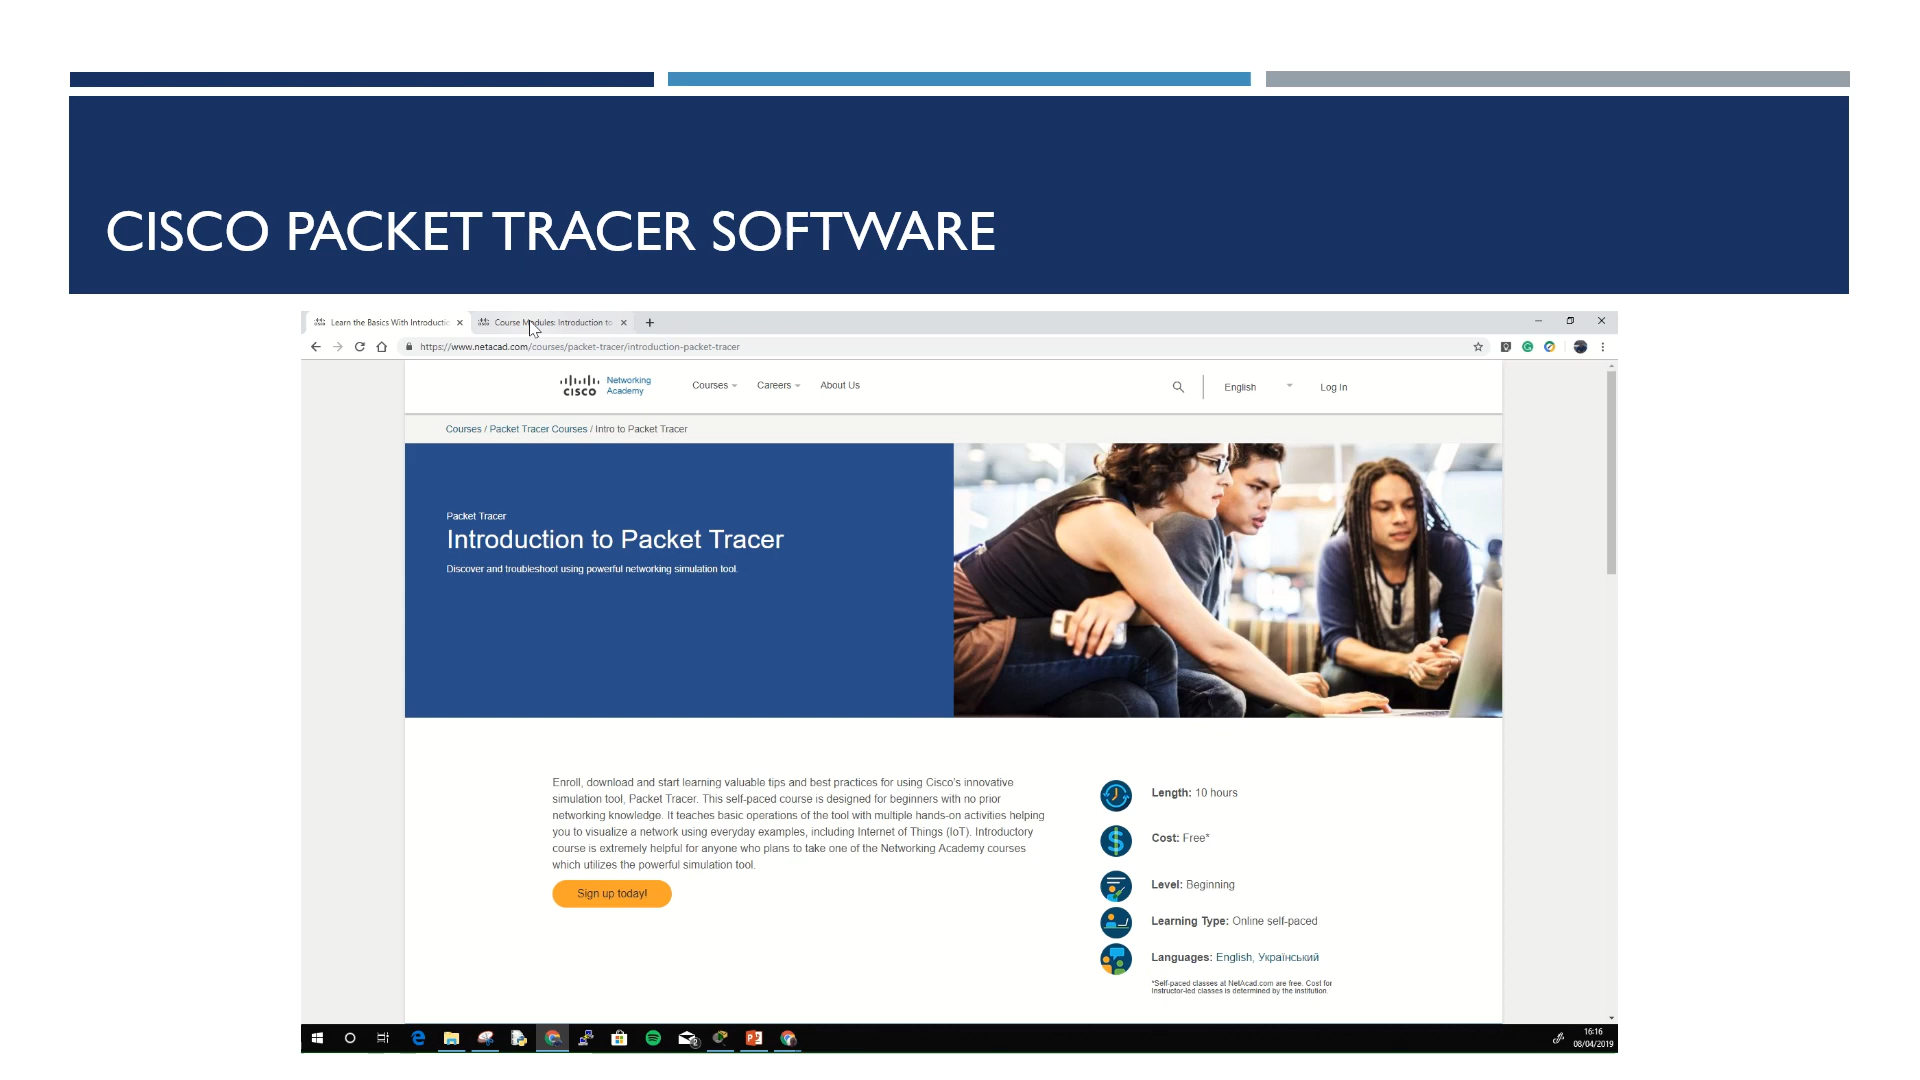 CISCO PACKET TRACER SOFTWARE
Learn the Basics With Introductio
Course Modules: Introduction to
https://www.netacad.com/courses/packet-tracer/introduction-packet-tracer
CISCO
Networking
Academy
Courses
Careers
About Us
English
Log In
Courses / Packet Tracer Courses / Intro to Packet Tracer
Packet Tracer
Introduction to Packet Tracer
Discover and troubleshoot using powerful networking simulation tool.
Enroll, download and start learning valuable tips and best practices for using Cisco's innovative
simulation tool, Packet Tracer. This self-paced course is designed for beginners with no prior
networking knowledge. It teaches basic operations of the tool with multiple hands-on activities helping
you to visualize a network using everyday examples, including Internet of Things (IoT). Introductory
course is extremely helpful for anyone who plans to take one of the Networking Academy courses
which utilizes the powerful simulation tool.
Sign up today!
Length: 10 hours
Cost: Free*
Level: Beginning
Learning Type: Online self-paced
Languages: English, Український
*Self-paced classes at NetAcad.com are free. Cost for
Instructor-led classes is determined by the institution.
16:16
08/04/2019